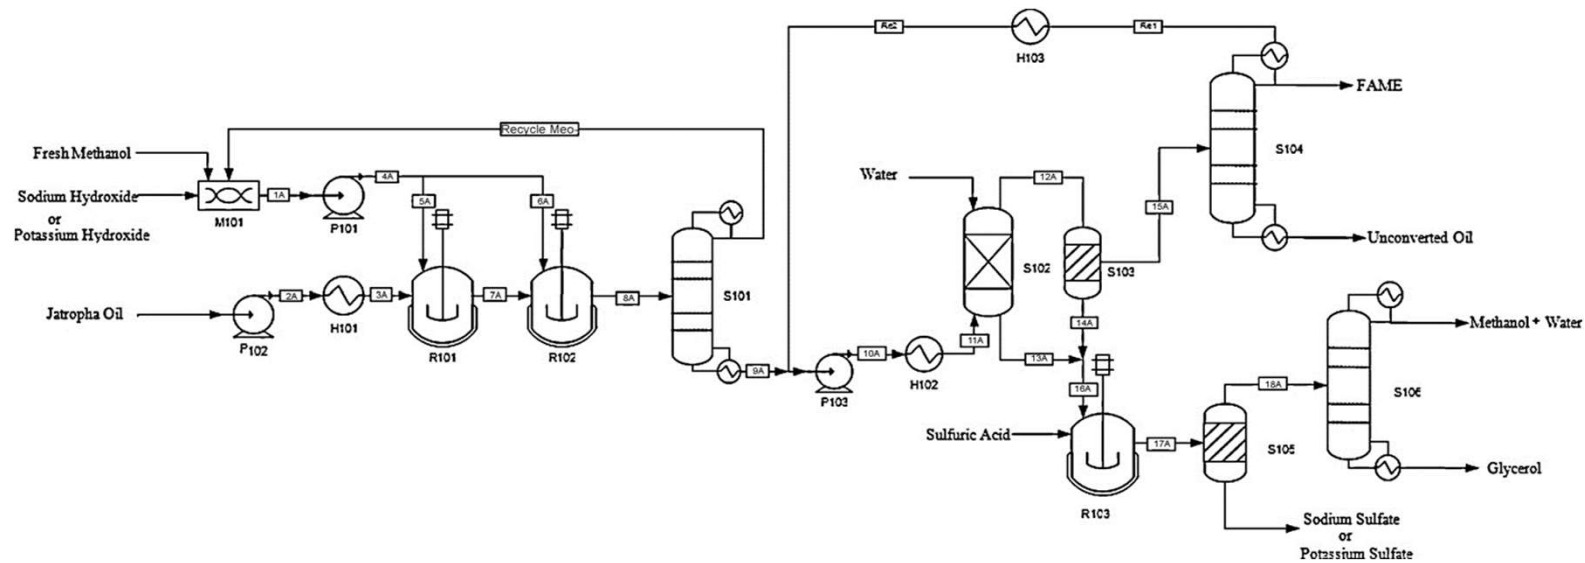 Re2
Re1
H103
FAME
Recycle Meo
Fresh Methanol
S104
Water
12A
4A
1A
Sodium Hydroxide
or
Potassium Hydroxide
M101
P101
5A
6A
15A
Unconverted Oil
S102
S103
2A
3A
7A
8A
S101
Jatropha Oil
H101
P102
R101
R102
14A
11A
Methanol + Water
9A
10A
13A
H102
P103
16A
18A
S106
Sulfuric Acid
17A
S105
Glycerol
R103
Sodium Sulfate
or
Potassium Sulfate